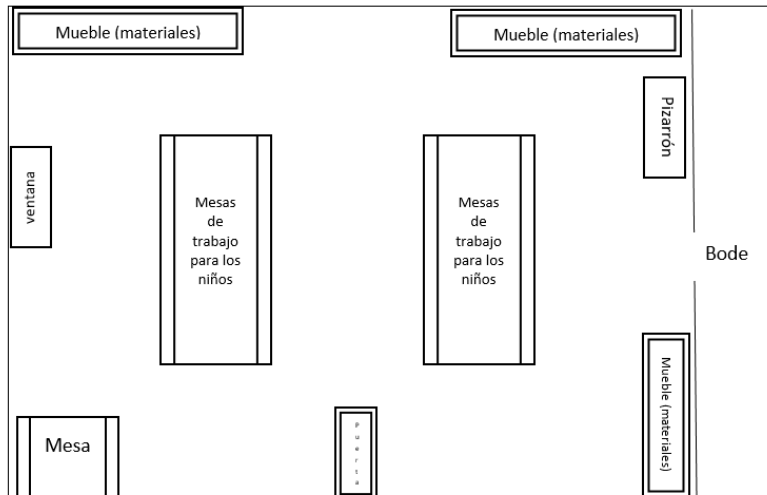 Mueble (materiales)
Mueble (materiales)
Pizarrón
ventana
Mesas
de
trabajo
para los
niños
Mesas
de
trabajo
para los
niños
Bode
Mesa
Puerta
Mueble (materiales)